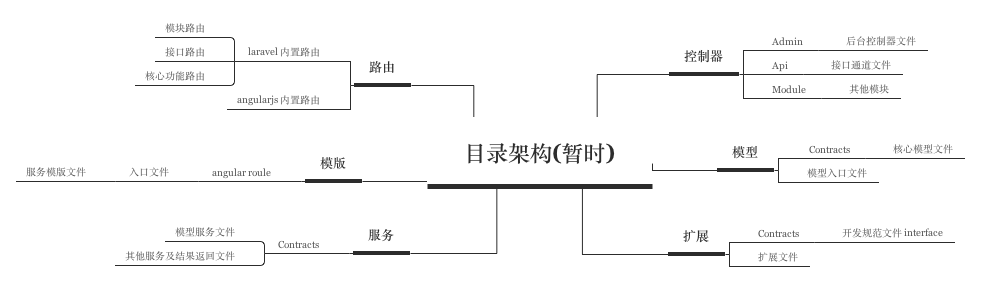 目录架构(暂时)
路由
laravel 内置路由
模块路由
接口路由
核心功能路由
angularjs 内置路由
模版
angular roule
入口文件
服务模版文件
服务
Contracts
模型服务文件
其他服务及结果返回文件
控制器
Admin
后台控制器文件
Api
接口通道文件
Module
其他模块
模型
Contracts
核心模型文件
模型入口文件
扩展
Contracts
开发规范文件 interface
扩展文件